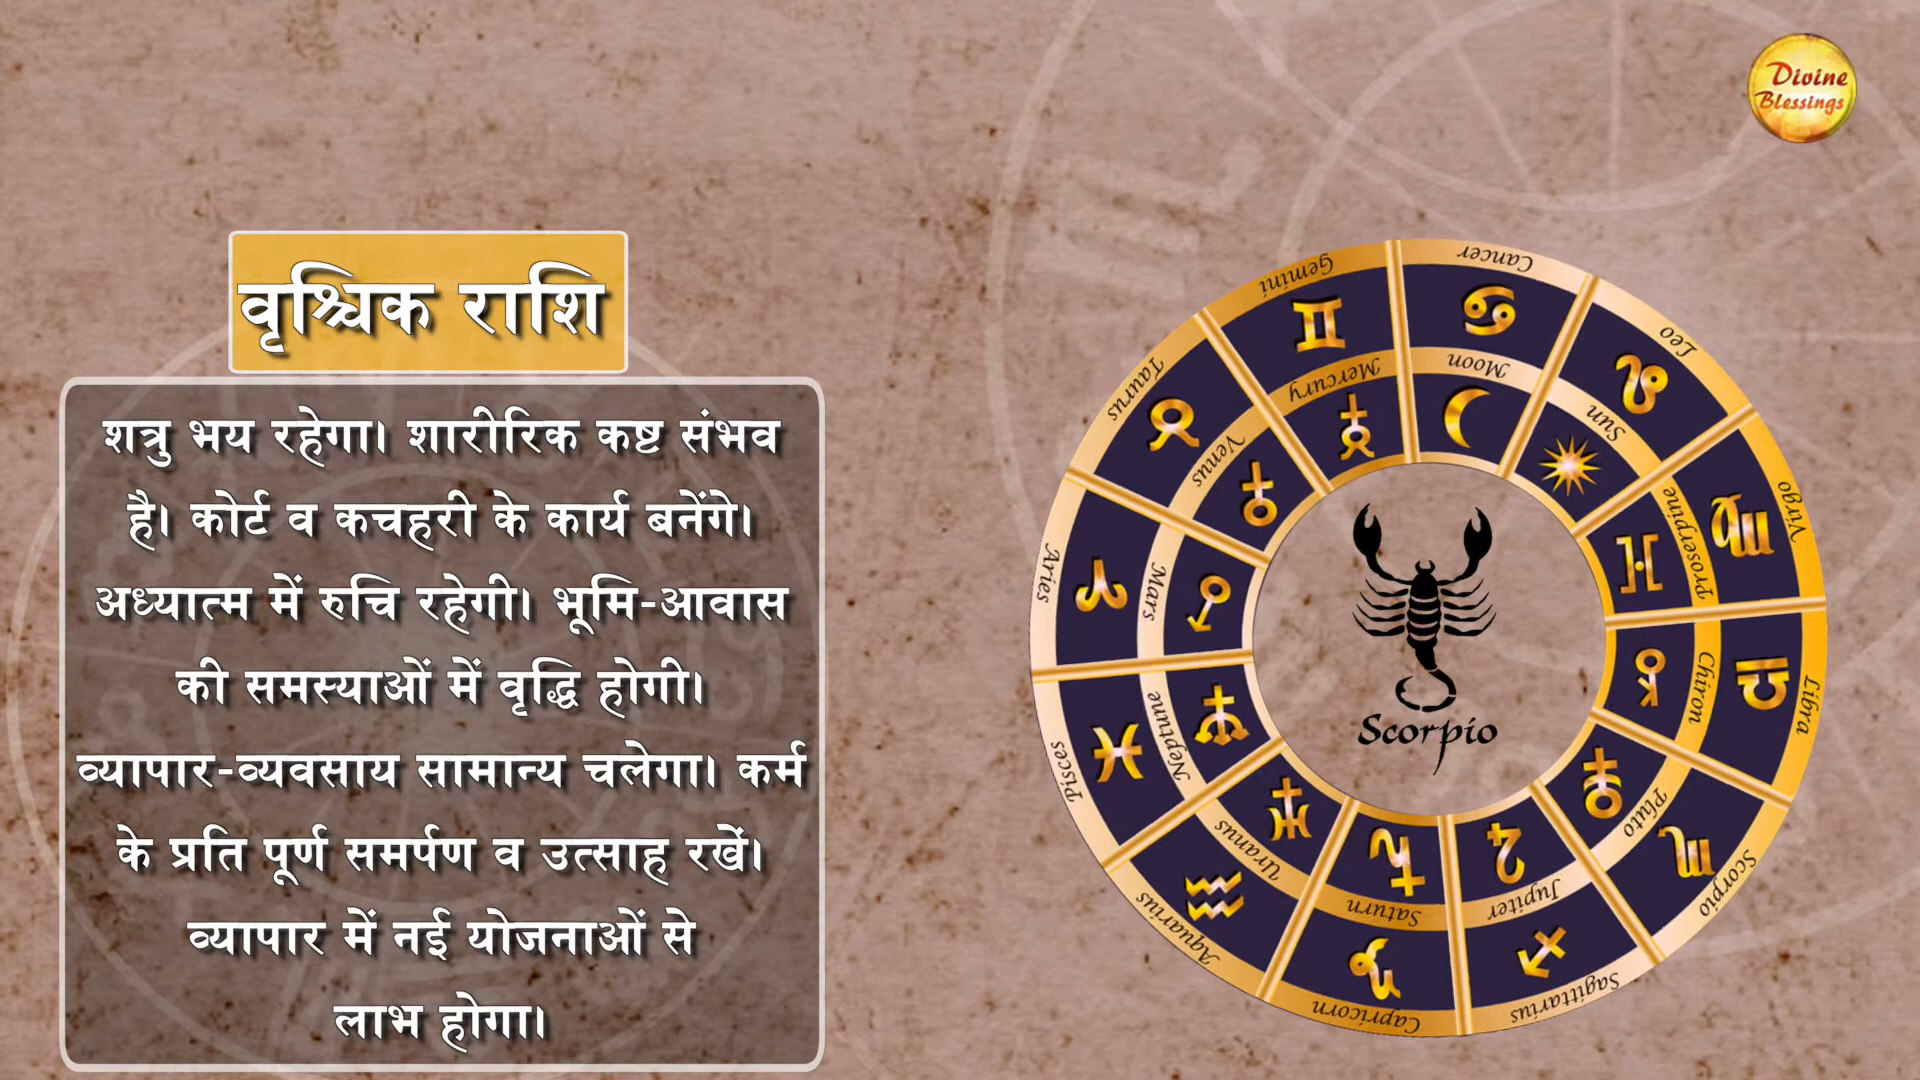 Divine
Blessings
वृश्चिक राशि
शत्रु भय रहेगा। शारीरिक कष्ट संभव
है। कोर्ट व कचहरी के कार्य बनेंगे।
अध्यात्म में रुचि रहेगी। भूमि-आवास
की समस्याओं में वृद्धि होगी।
व्यापार-व्यवसाय सामान्य चलेगा। कर्म
के प्रति पूर्ण समर्पण व उत्साह रखें।
व्यापार में नई योजनाओं से
लाभ होगा।
Cancer
Leo
Virgo
Libra
Scorpio
Sagittarius
Capricorn
Aquarius
Pisces
Aries
Taurus
Gemini
Moon
Sun
Proserpine
Chiron
Pluto
Jupiter
Saturn
Uranus
Neptune
Mars
Venus
Mercury
Scorpio